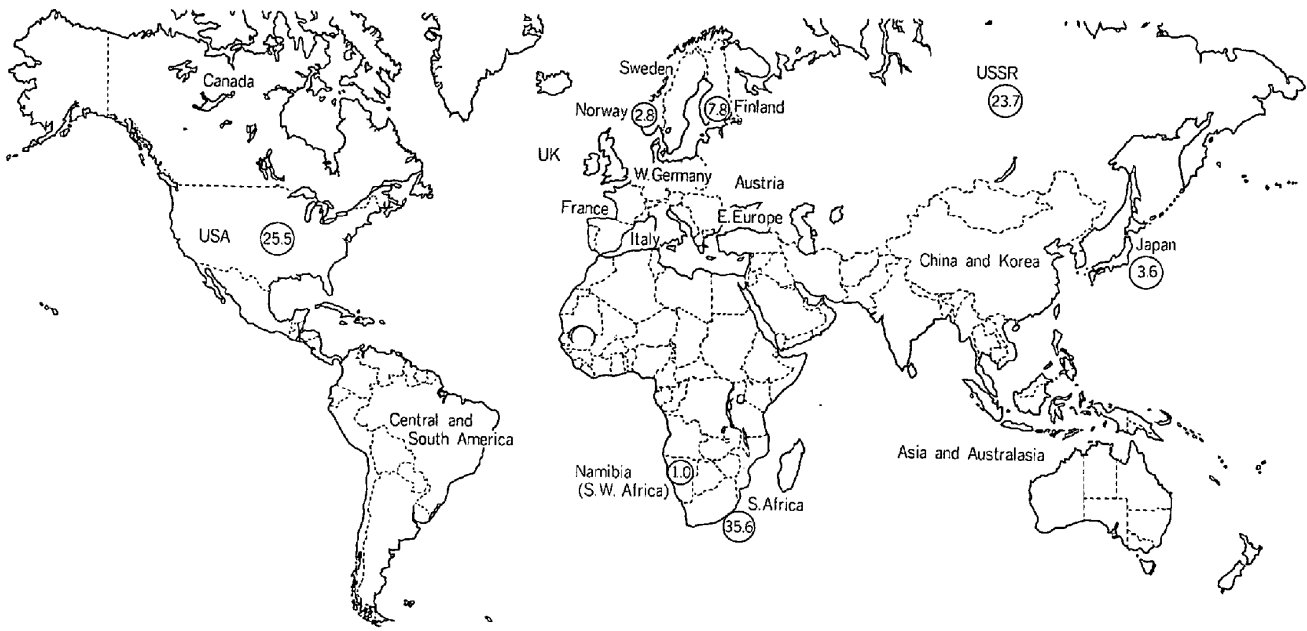 Canada
USA
25.5
Central and
South America
Sweden
Norway 2.8
7.8 Finland
UK
W. Germany
Austria
France
E. Europe
Italy
USSR
23.7
China and Korea
Japan
3.6
Namibia
(S.W. Africa)
1.0
S. Africa
35.6
Asia and Australasia